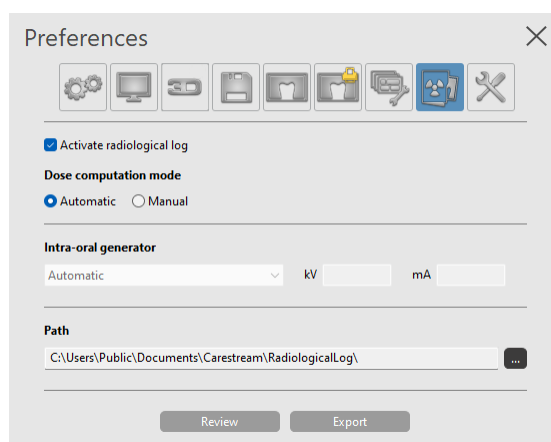 Preferences
3D
Activate radiological log
Dose computation mode
Automatic Manual
Intra-oral generator
Automatic kV mA
Path
C:\Users\Public\Documents\Carestream\RadiologicalLog\ ...
Review Export